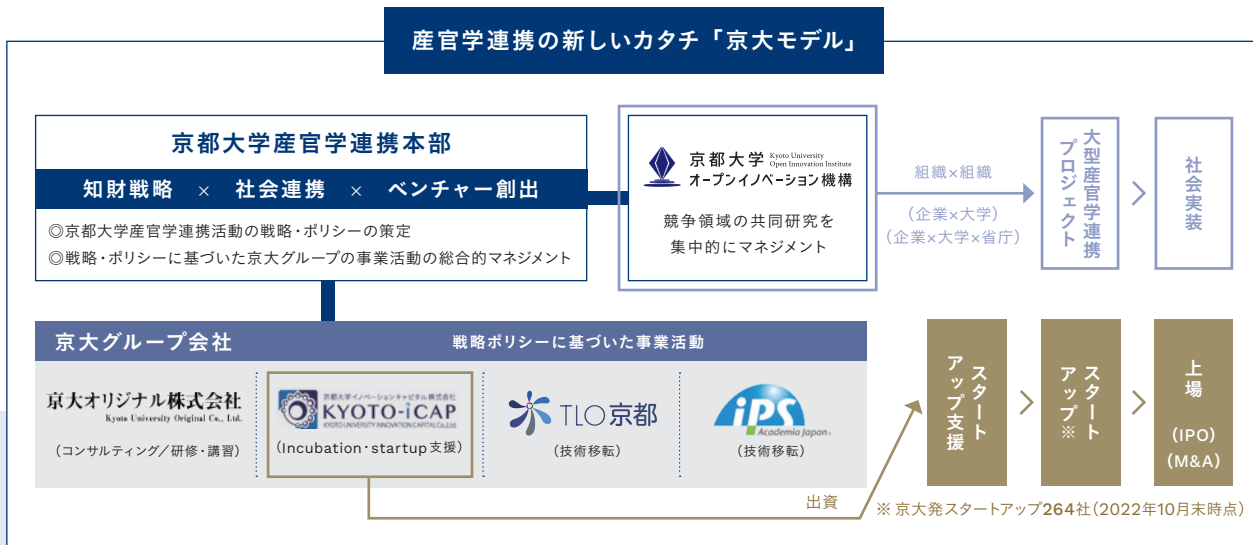 産官学連携の新しいカタチ「京大モデル」
京都大学産官学連携本部
知財戦略 × 社会連携 × ベンチャー創出
◎京都大学産官学連携活動の戦略・ポリシーの策定
◎戦略・ポリシーに基づいた京大グループの事業活動の総合的マネジメント
京都大学 Kyoto University
Open Innovation Institute
オープンイノベーション機構
競争領域の共同研究を
集中的にマネジメント
組織×組織
(企業×大学)
(企業×大学×省庁)
大型産官学連携
プロジェクト
社会実装
京大グループ会社
戦略ポリシーに基づいた事業活動
京大オリジナル株式会社
Kyoto University Original Co., Ltd.
(コンサルティング/研修・講習)
京都大学イノベーションキャピタル株式会社
KYOTO-iCAP
KYOTO UNIVERSITY INNOVATION CAPITAL Co.,Ltd.
(Incubation・startup支援)
TLO京都
(技術移転)
iPS
Academia Japan.
(技術移転)
出資
スタート
アップ支援
スタート
アップ※
上場
(IPO)
(M&A)
※ 京大発スタートアップ264社(2022年10月末時点)